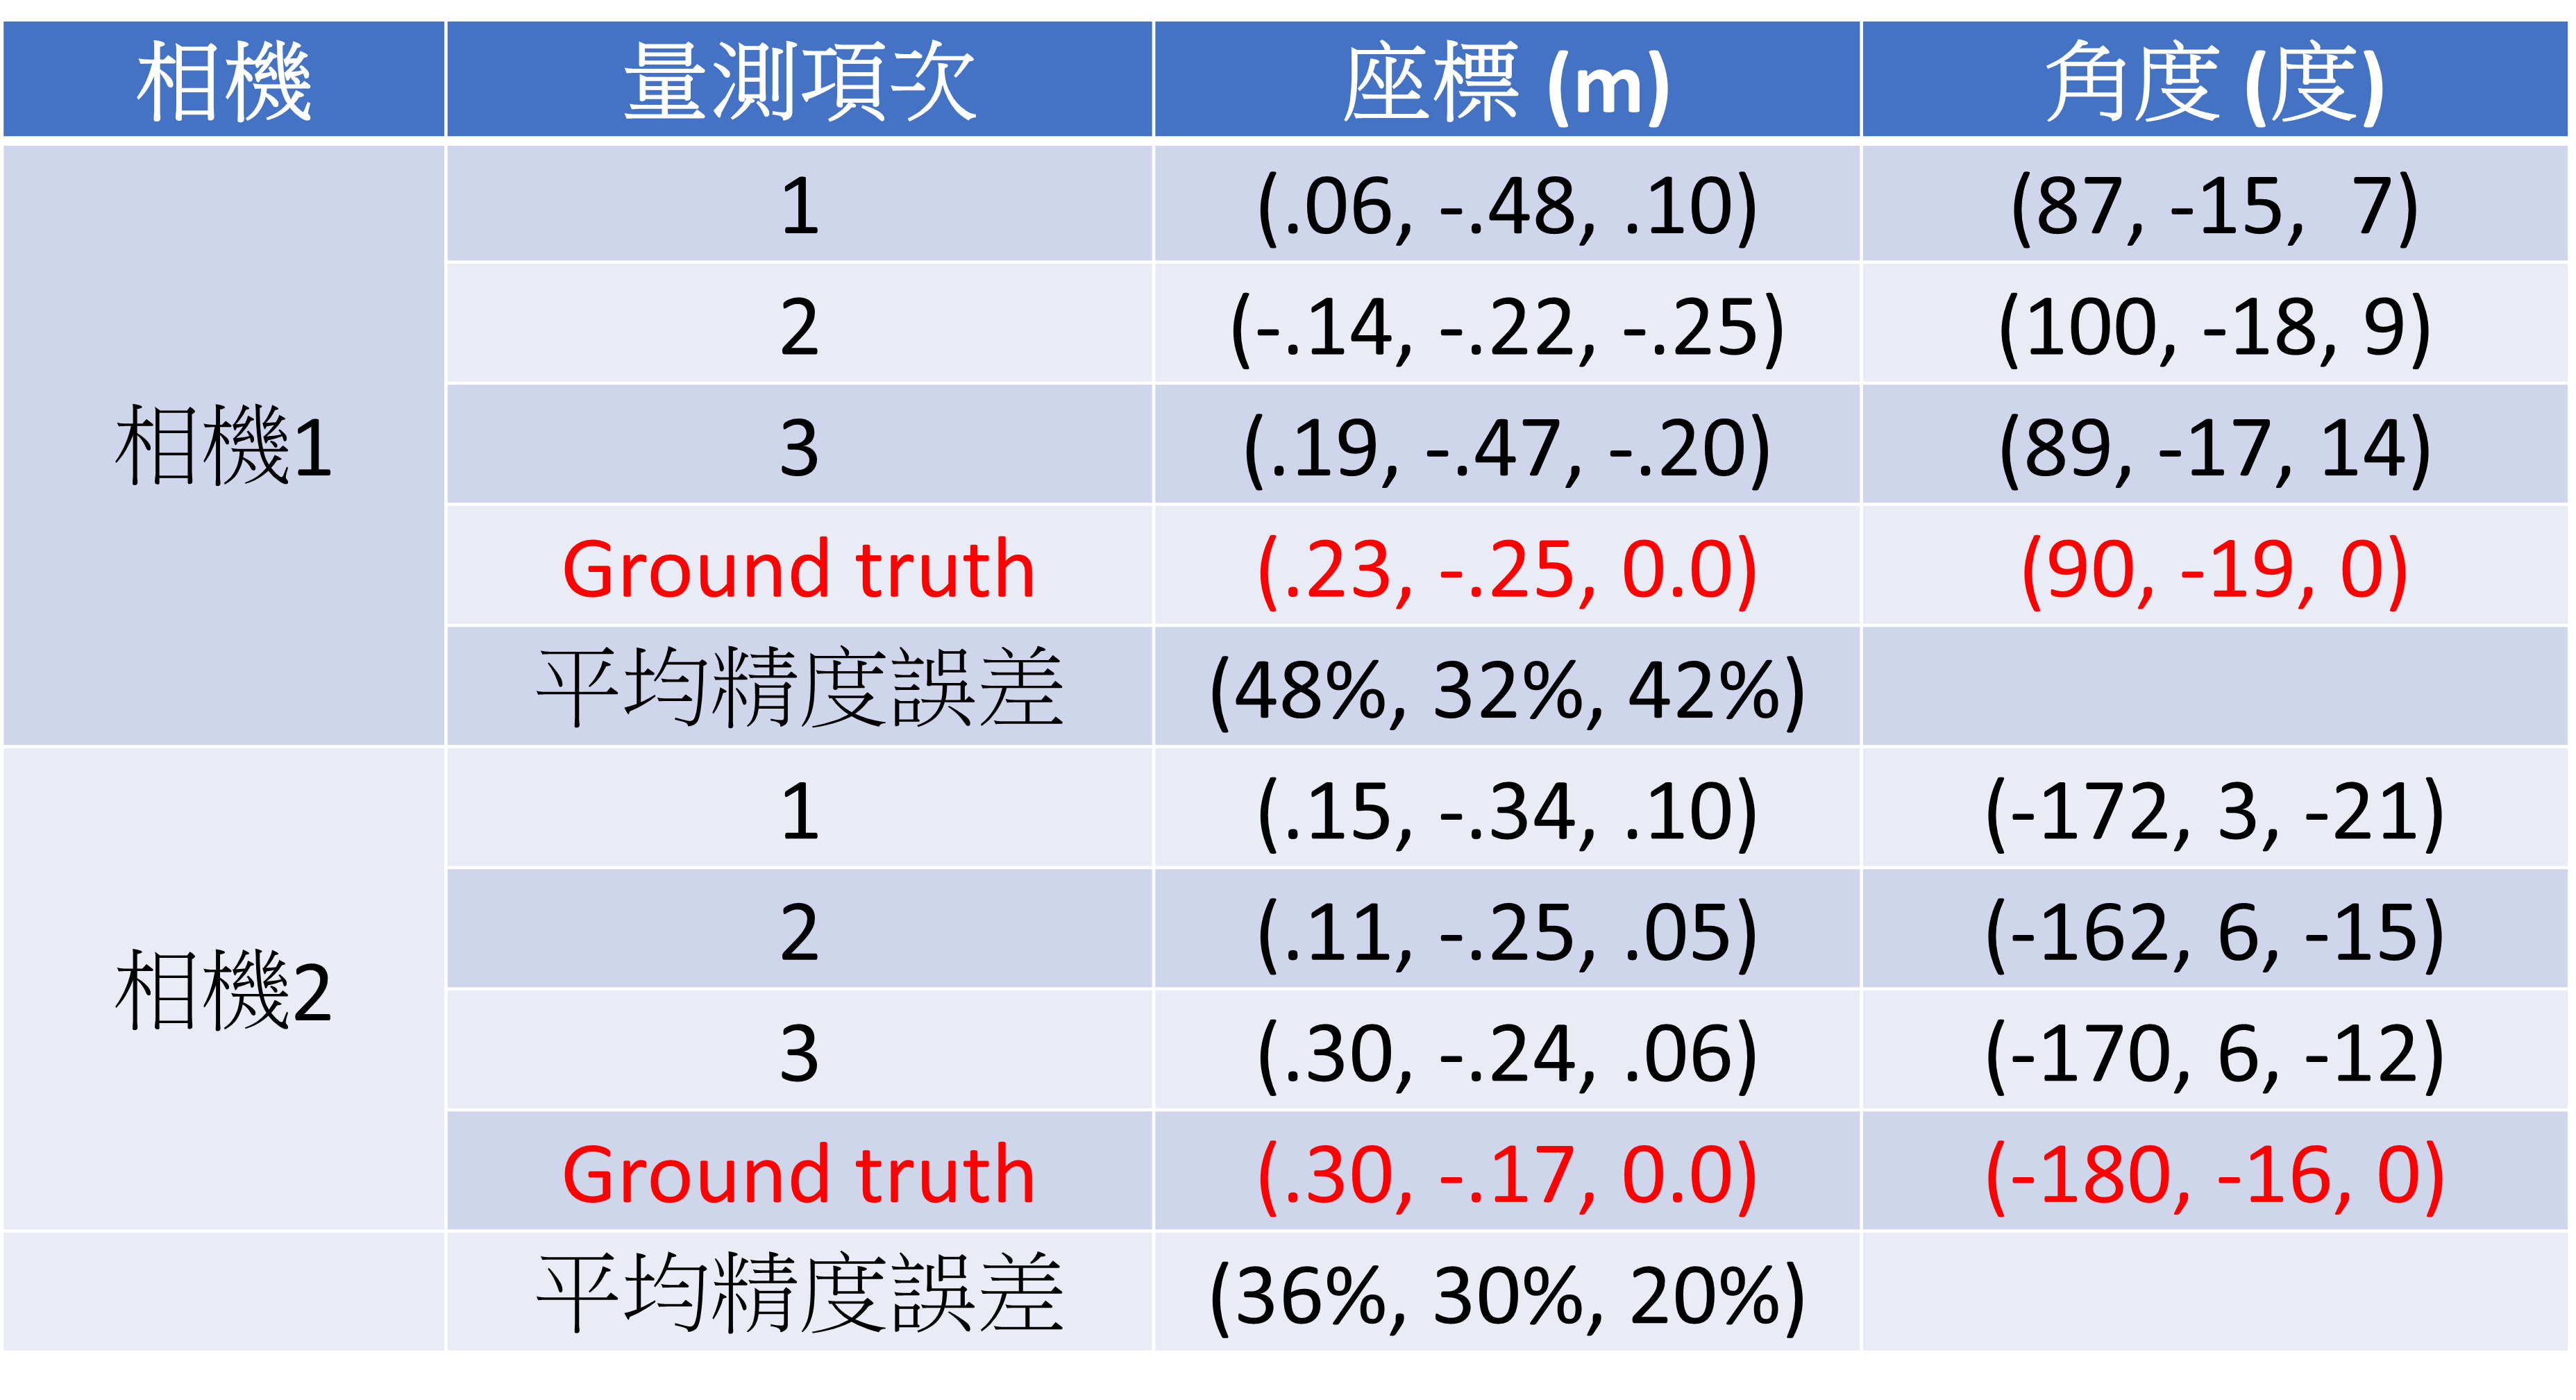 相機 量測項次 座標 (m) 角度 (度)
相機1
1 (.06, -.48, .10) (87, -15, 7)
2 (-.14, -.22, -.25) (100, -18, 9)
3 (.19, -.47, -.20) (89, -17, 14)
Ground truth (.23, -.25, 0.0) (90, -19, 0)
平均精度誤差 (48%, 32%, 42%)
相機2
1 (.15, -.34, .10) (-172, 3, -21)
2 (.11, -.25, .05) (-162, 6, -15)
3 (.30, -.24, .06) (-170, 6, -12)
Ground truth (.30, -.17, 0.0) (-180, -16, 0)
平均精度誤差 (36%, 30%, 20%)